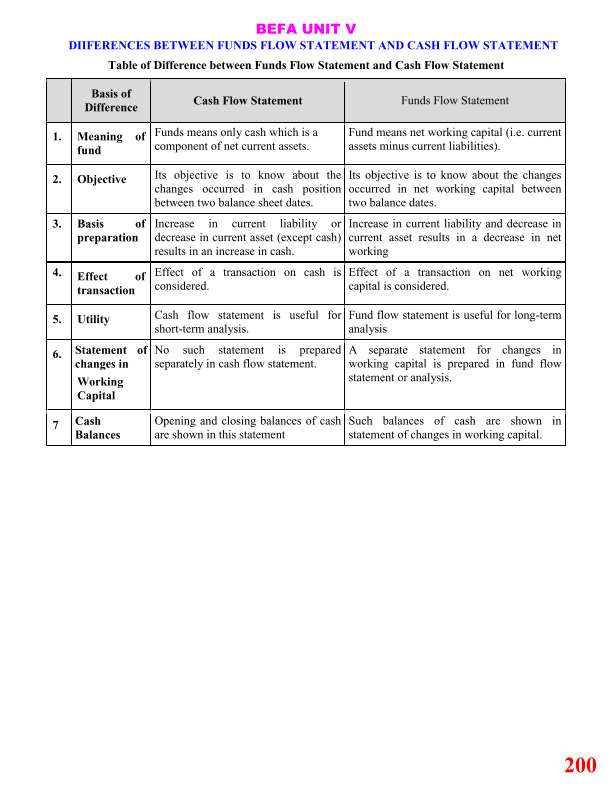 BEFA UNIT V
DIIFERENCES BETWEEN FUNDS FLOW STATEMENT AND CASH FLOW STATEMENT
Table of Difference between Funds Flow Statement and Cash Flow Statement
Basis of
Difference
Cash Flow Statement
Funds Flow Statement
1.
Meaning of
fund
Funds means only cash which is a
component of net current assets.
Fund means net working capital (i.e. current
assets minus current liabilities).
2.
Objective
Its objective is to know about the
changes occurred in cash position
between two balance sheet dates.
Its objective is to know about the changes
occurred in net working capital between
two balance dates.
3.
Basis of
preparation
Increase in current liability or
decrease in current asset (except cash)
results in an increase in cash.
Increase in current liability and decrease in
current asset results in a decrease in net
working
4.
Effect of
transaction
Effect of a transaction on cash is
considered.
Effect of a transaction on net working
capital is considered.
5.
Utility
Cash flow statement is useful for
short-term analysis.
Fund flow statement is useful for long-term
analysis
6.
Statement of
changes in
Working
Capital
No such statement is prepared
separately in cash flow statement.
A separate statement for changes in
working capital is prepared in fund flow
statement or analysis.
7
Cash
Balances
Opening and closing balances of cash
are shown in this statement
Such balances of cash are shown in
statement of changes in working capital.
200